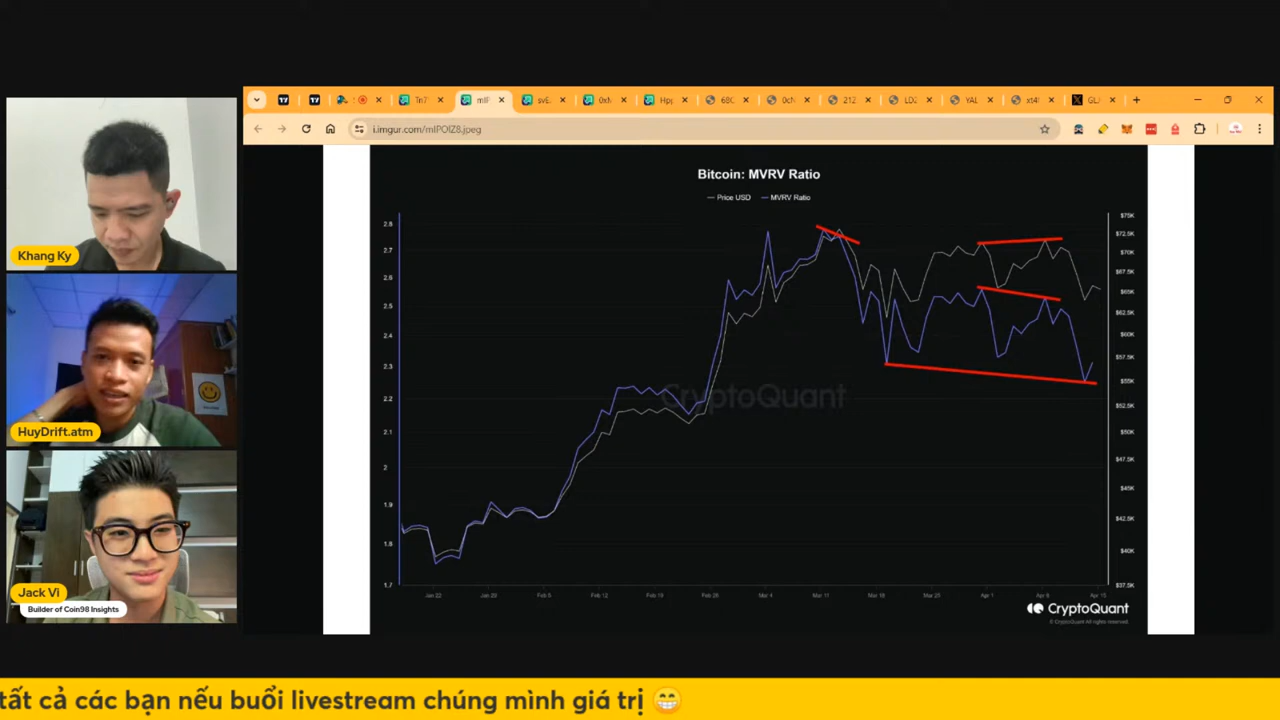 Khang Ky
HuyDrift.atm
Jack Vi
Builder of Coin98 Insights
i.imgur.com/mIPOIZ8.jpeg
Bitcoin: MVRV Ratio
Price USD
MVRV Ratio
2.8
2.7
2.6
2.5
2.4
2.3
2.2
2.1
2
1.9
1.8
1.7
$75K
$72.5K
$70K
$67.5K
$65K
$62.5K
$60K
$57.5K
$55K
$52.5K
$50K
$47.5K
$45K
$42.5K
$40K
$37.5K
CryptoQuant
Jan 22
Jan 29
Feb 5
Feb 12
Feb 19
Feb 26
Mar 4
Mar 11
Mar 18
Mar 25
Apr 1
Apr 8
Apr 15
CryptoQuant
© CryptoQuant All rights reserved.
tất cả các bạn nếu buổi livestream chúng mình giá trị 😁